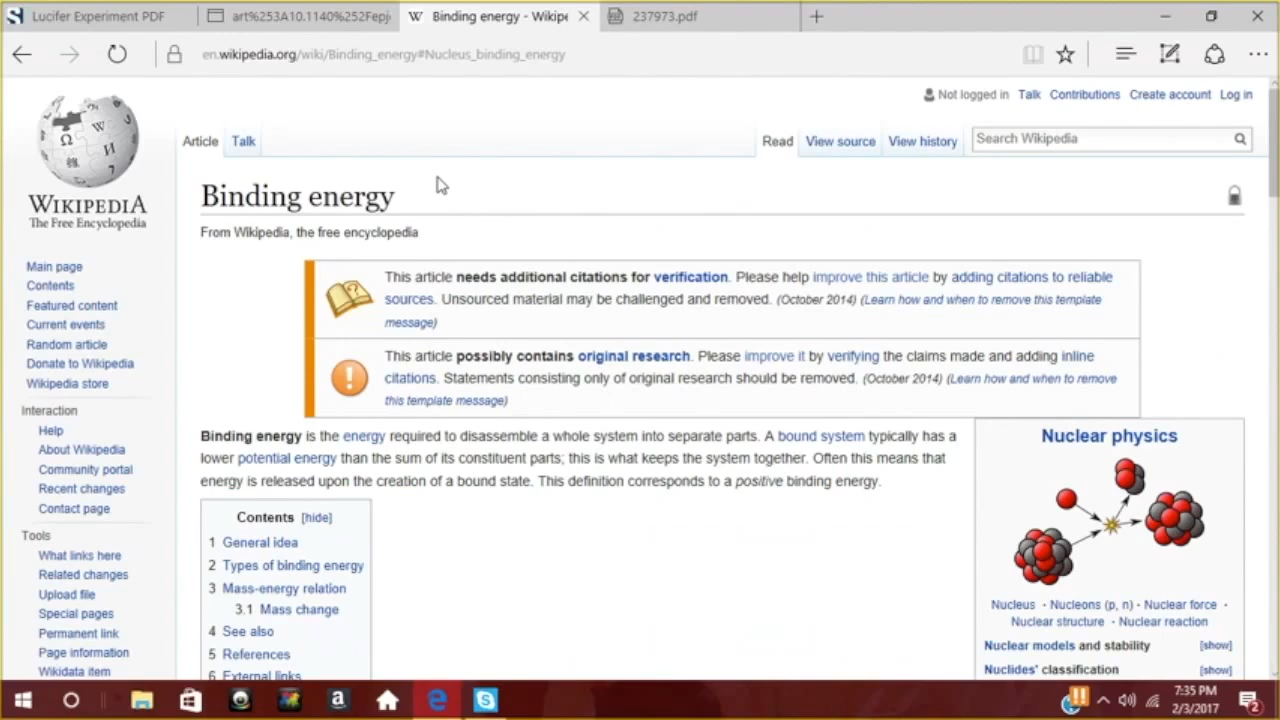 Lucifer Experiment PDF
art%253A10.1140%252Fepj
W Binding energy - Wikipe
237973.pdf
en.wikipedia.org/wiki/Binding_energy#Nucleus_binding_energy
Not logged in Talk Contributions Create account Log in
Article Talk
Read View source View history
Search Wikipedia
WIKIPEDIA
The Free Encyclopedia
Binding energy
From Wikipedia, the free encyclopedia
Main page
Contents
Featured content
Current events
Random article
Donate to Wikipedia
Wikipedia store
Interaction
Help
About Wikipedia
Community portal
Recent changes
Contact page
Tools
What links here
Related changes
Upload file
Special pages
Permanent link
Page information
Wikidata item
This article needs additional citations for verification. Please help improve this article by adding citations to reliable
sources. Unsourced material may be challenged and removed. (October 2014) (Learn how and when to remove this template
message)
This article possibly contains original research. Please improve it by verifying the claims made and adding inline
citations. Statements consisting only of original research should be removed. (October 2014) (Learn how and when to remove
this template message)
Binding energy is the energy required to disassemble a whole system into separate parts. A bound system typically has a
lower potential energy than the sum of its constituent parts; this is what keeps the system together. Often this means that
energy is released upon the creation of a bound state. This definition corresponds to a positive binding energy.
Contents [hide]
1 General idea
2 Types of binding energy
3 Mass-energy relation
3.1 Mass change
4 See also
5 References
6 External links
Nuclear physics
Nucleus · Nucleons (p, n) · Nuclear force ·
Nuclear structure · Nuclear reaction
Nuclear models and stability [show]
Nuclides' classification [show]
7:35 PM
2/3/2017
2